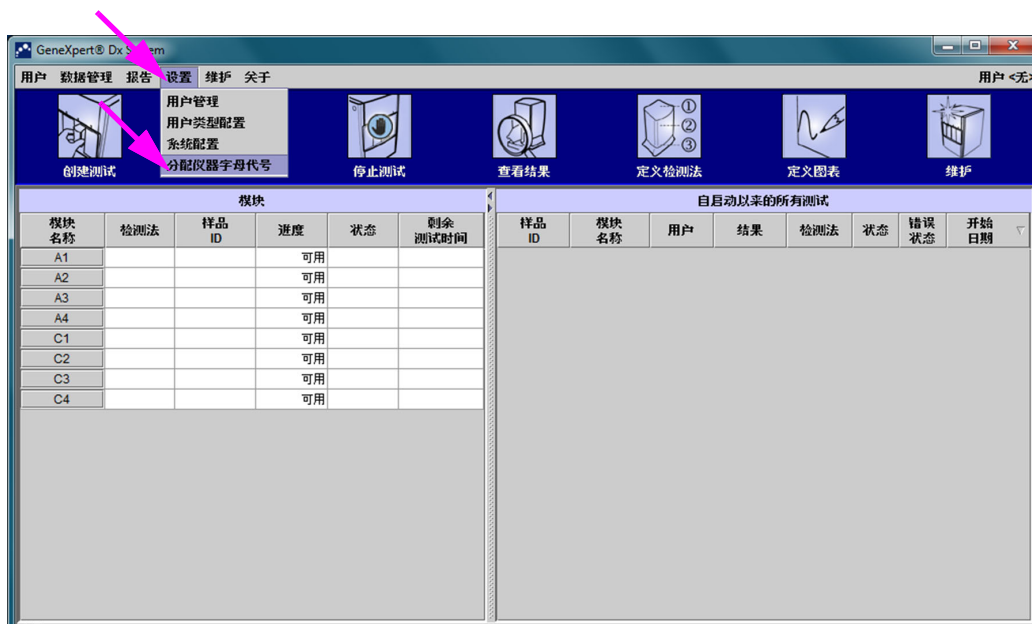 GeneXpert® Dx System
用户 数据管理 报告 设置 维护 关于 用户 <无>
用户管理
用户类型配置
系统配置
分配仪器字母代号
创建测试 停止测试 查看结果 定义检测法 定义图表 维护
① ② ③
模块 自启动以来的所有测试
模块名称 检测法 样品ID 进度 状态 剩余测试时间 样品ID 模块名称 用户 结果 检测法 状态 错误状态 开始日期
A1 可用
A2 可用
A3 可用
A4 可用
C1 可用
C2 可用
C3 可用
C4 可用